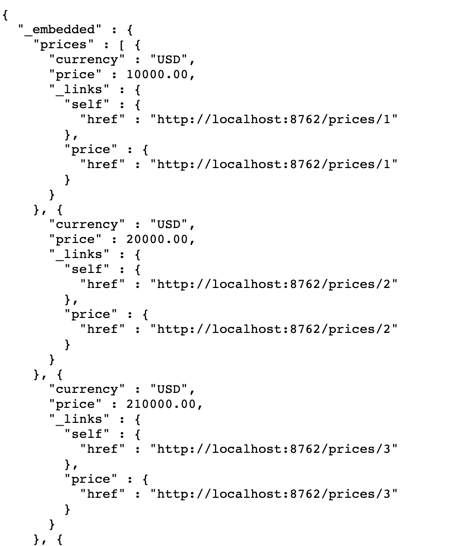 {
  "_embedded" : {
    "prices" : [ {
      "currency" : "USD",
      "price" : 10000.00,
      "_links" : {
        "self" : {
          "href" : "http://localhost:8762/prices/1"
        },
        "price" : {
          "href" : "http://localhost:8762/prices/1"
        }
      }
    }, {
      "currency" : "USD",
      "price" : 20000.00,
      "_links" : {
        "self" : {
          "href" : "http://localhost:8762/prices/2"
        },
        "price" : {
          "href" : "http://localhost:8762/prices/2"
        }
      }
    }, {
      "currency" : "USD",
      "price" : 210000.00,
      "_links" : {
        "self" : {
          "href" : "http://localhost:8762/prices/3"
        },
        "price" : {
          "href" : "http://localhost:8762/prices/3"
        }
      }
    }, {